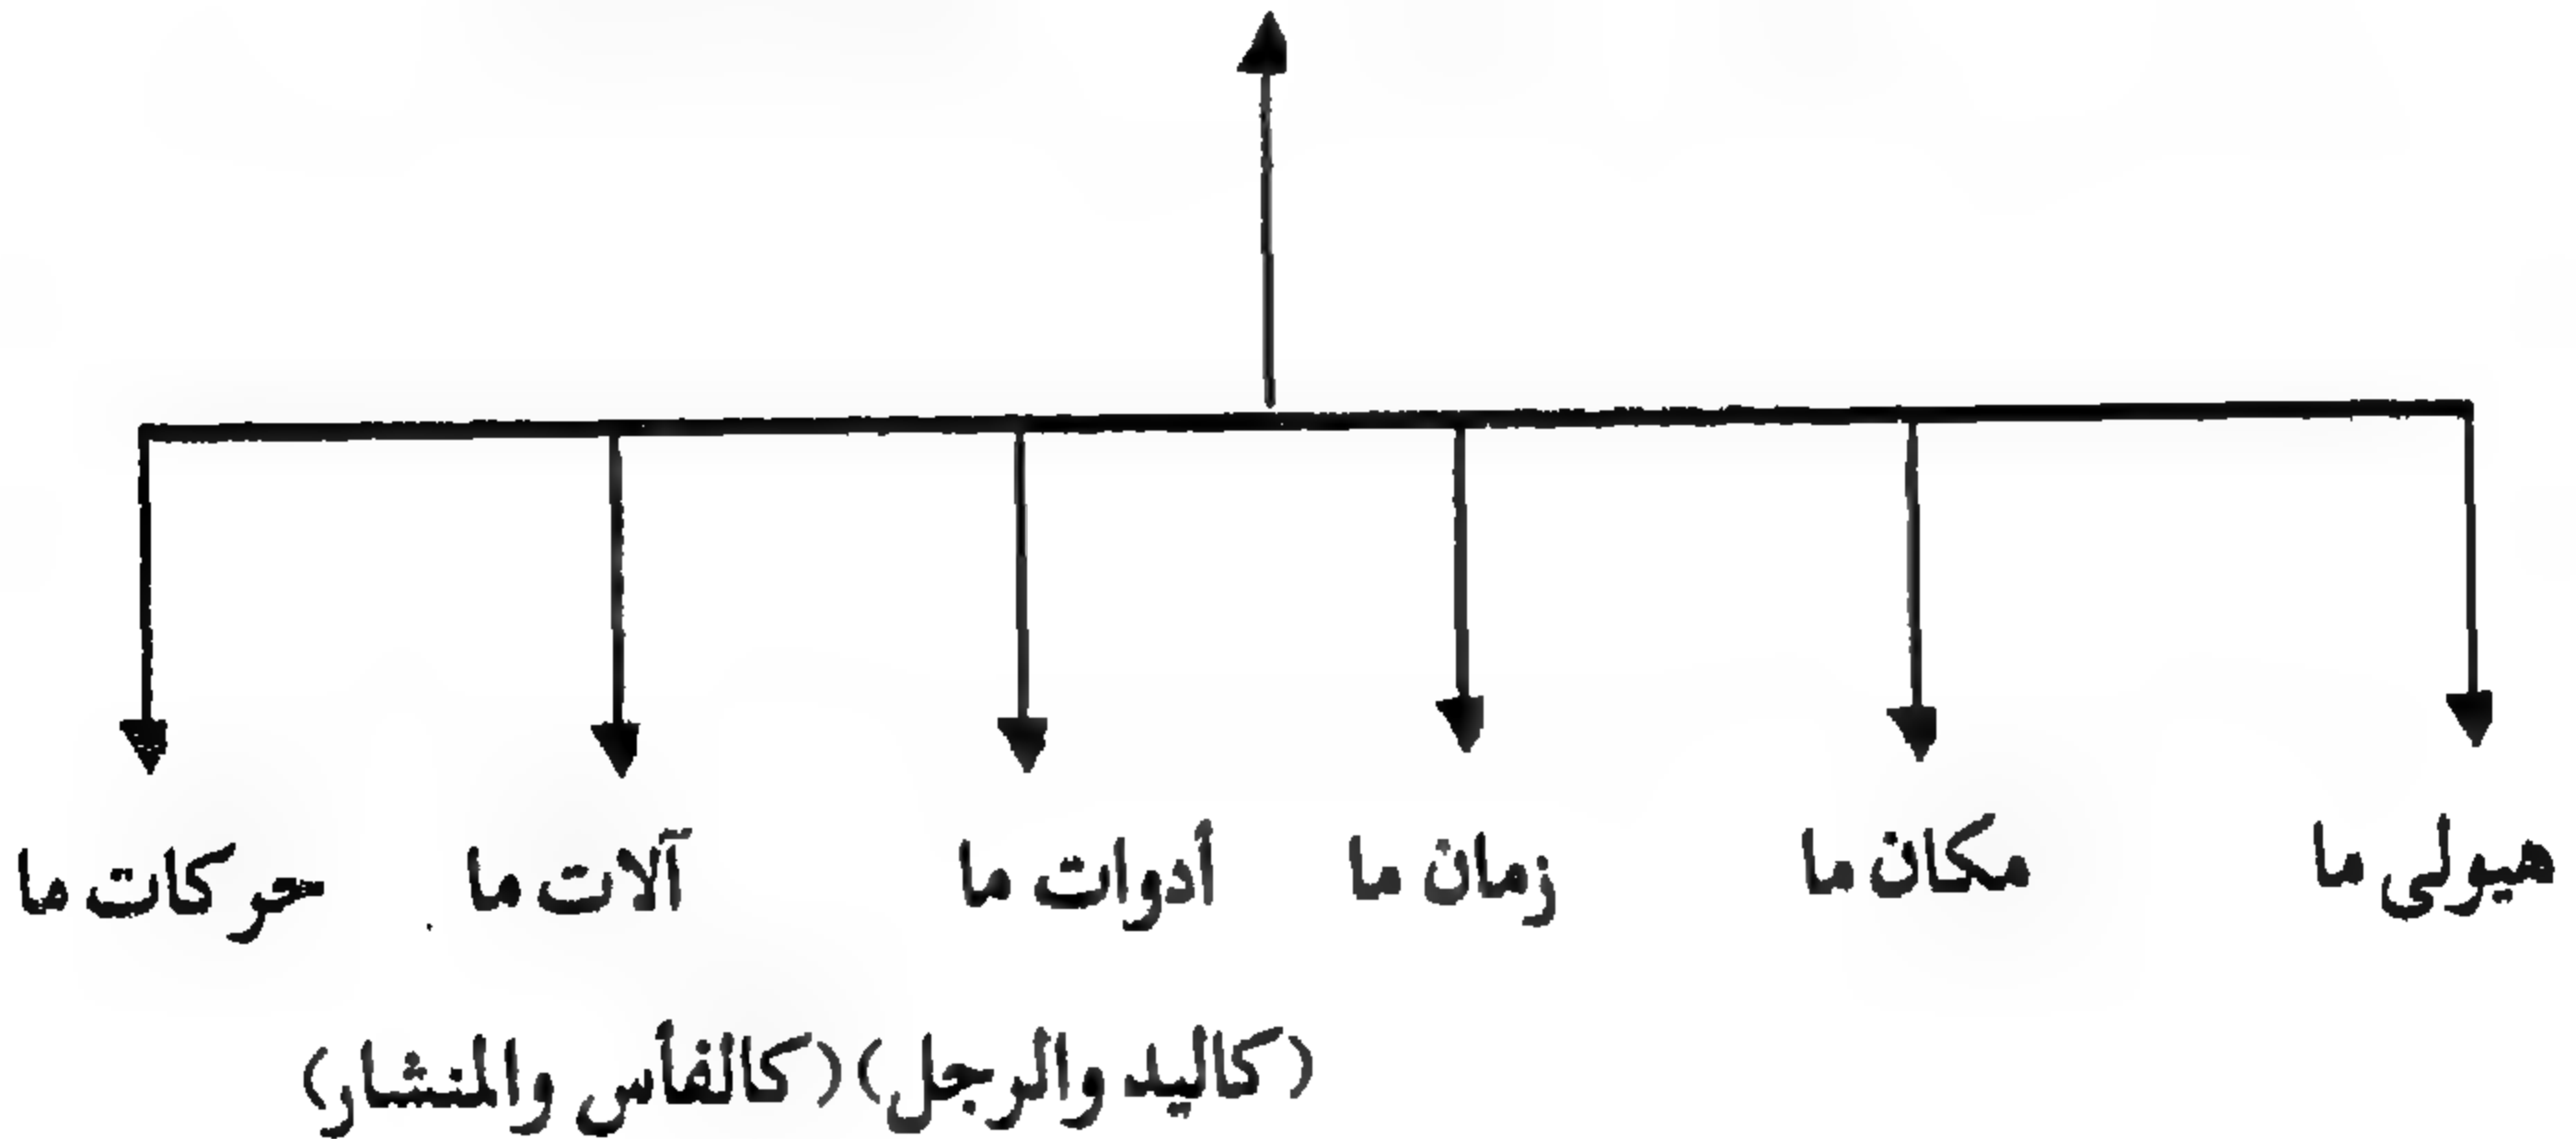 هيولى ما مكان ما زمان ما أدوات ما آلات ما حركات ما
(كاليد والرجل) (كالفأس والمنشار)